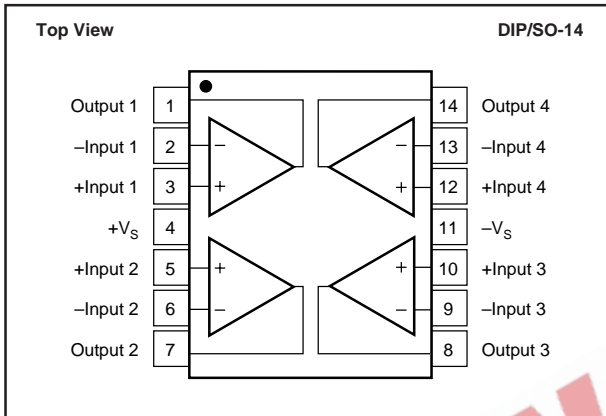 Top View DIP/SO-14
Output 1 1 14 Output 4
–Input 1 2 – – 13 –Input 4
+Input 1 3 + + 12 +Input 4
+VS 4 11 –VS
+Input 2 5 + + 10 +Input 3
–Input 2 6 – – 9 –Input 3
Output 2 7 8 Output 3